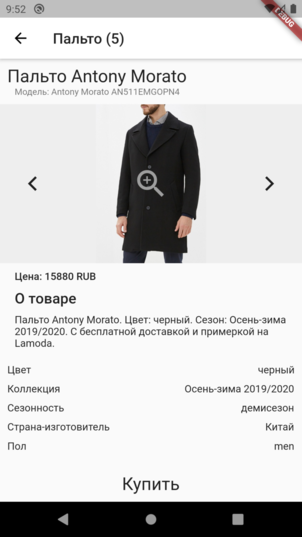 9:52
DEBUG
Пальто (5)
Пальто Antony Morato
Модель: Antony Morato AN511EMGOPN4
Цена: 15880 RUB
О товаре
Пальто Antony Morato. Цвет: черный. Сезон: Осень-зима
2019/2020. С бесплатной доставкой и примеркой на
Lamoda.
Цвет черный
Коллекция Осень-зима 2019/2020
Сезонность демисезон
Страна-изготовитель Китай
Пол men
Купить